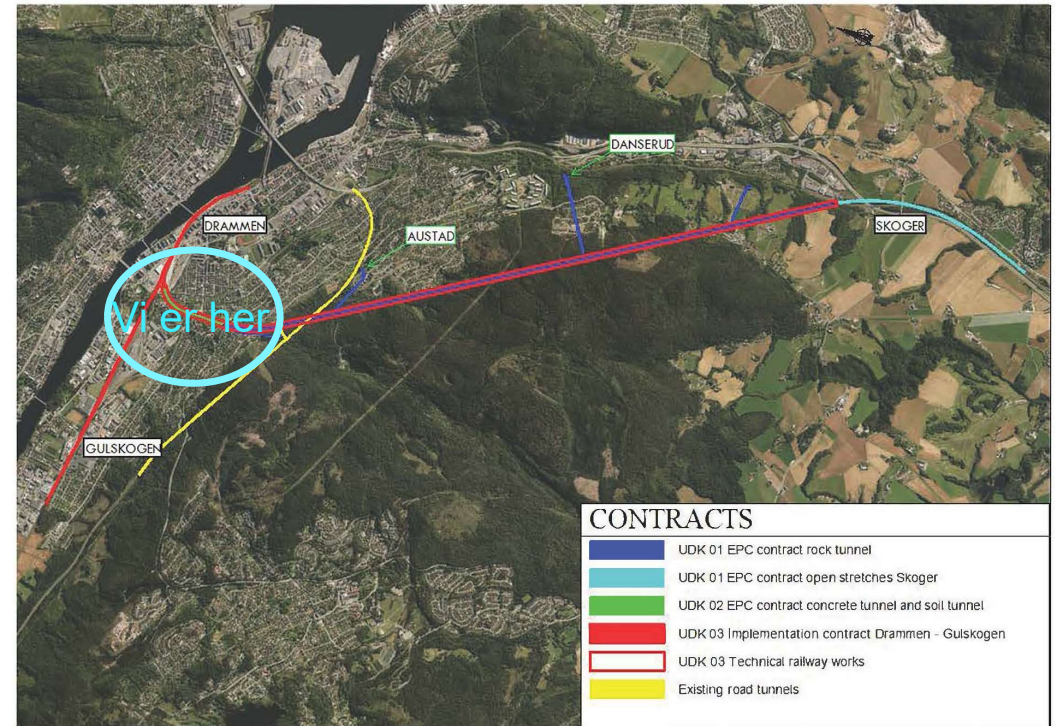 DANSERUD
DRAMMEN
SKOGER
AUSTAD
Vi er her
GULSKOGEN
CONTRACTS
UDK 01 EPC contract rock tunnel
UDK 01 EPC contract open stretches Skoger
UDK 02 EPC contract concrete tunnel and soil tunnel
UDK 03 Implementation contract Drammen - Gulskogen
UDK 03 Technical railway works
Existing road tunnels